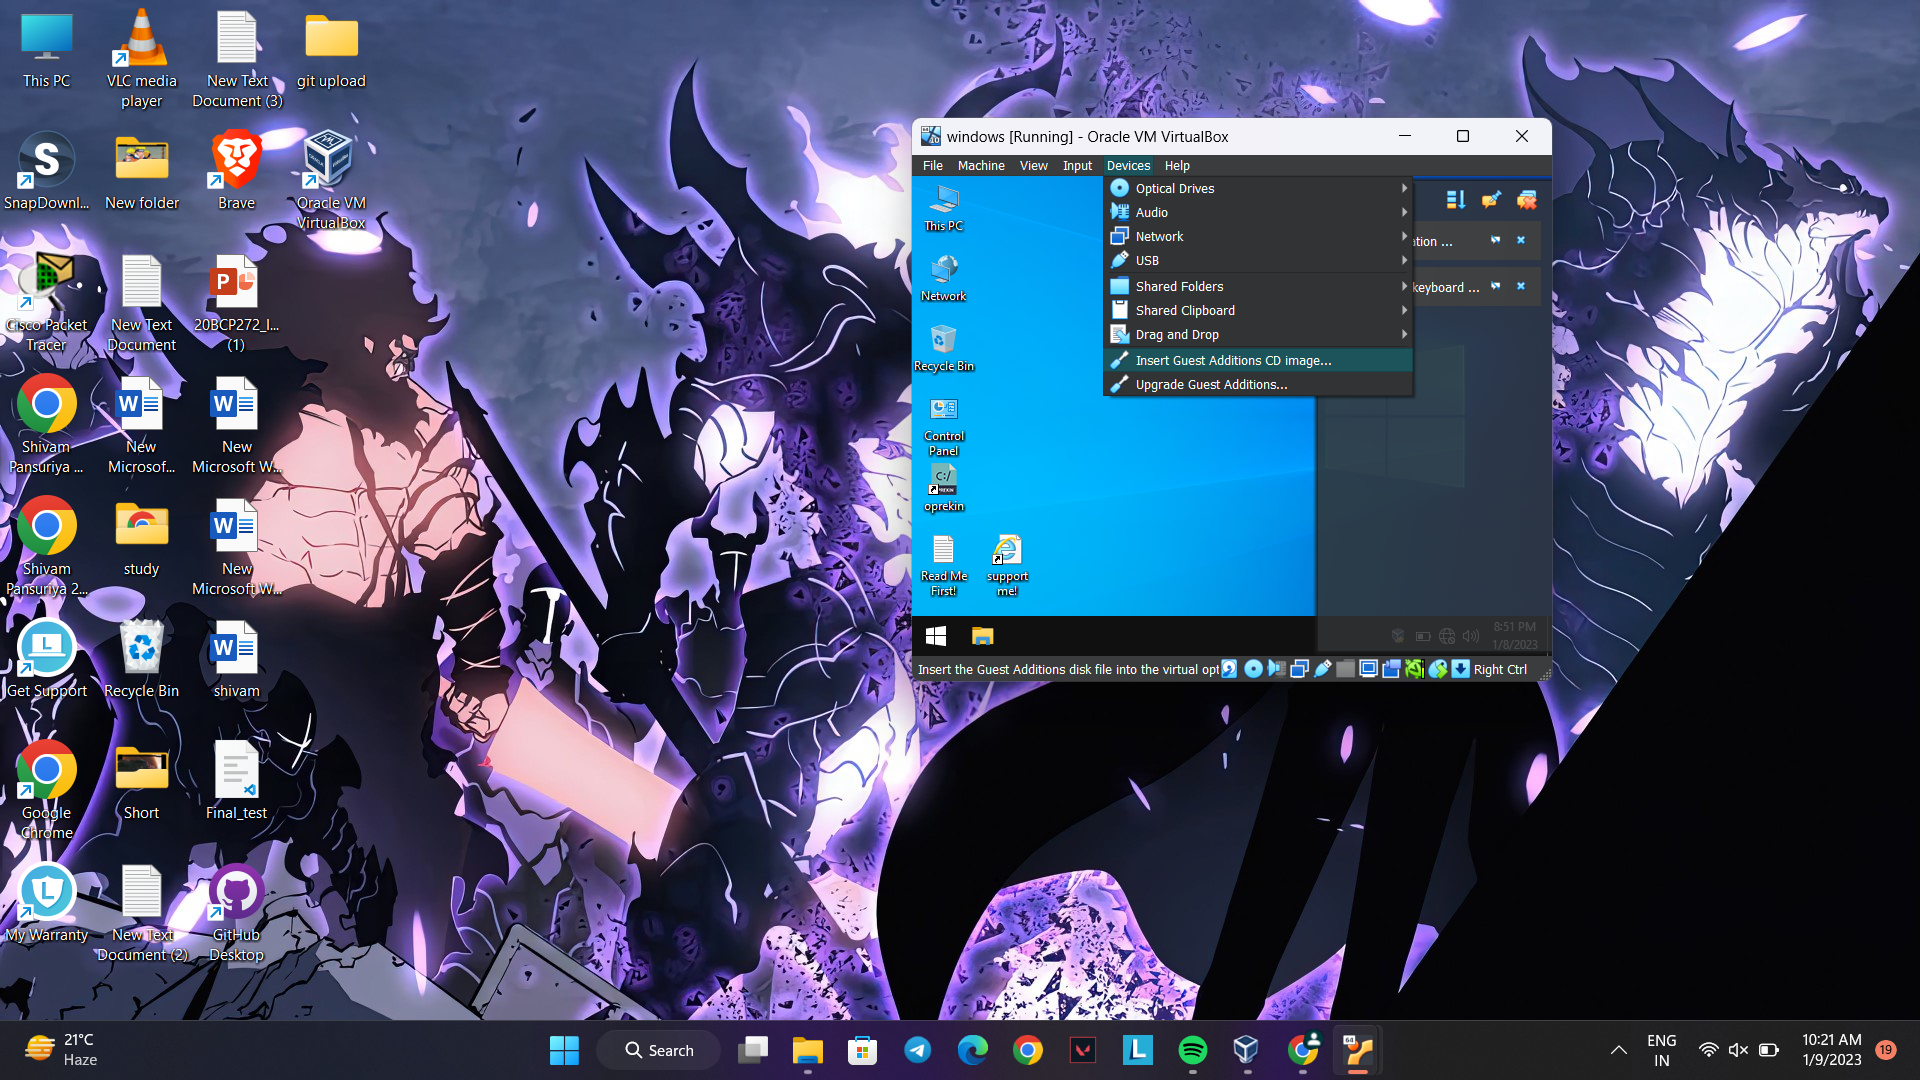 This PC
VLC media
player
New Text
Document (3)
git upload
SnapDownl...
New folder
Brave
Oracle VM
VirtualBox
Cisco Packet
Tracer
New Text
Document
20BCP272_I...
(1)
Shivam
Pansuriya ...
New
Microsof...
New
Microsoft W...
Shivam
Pansuriya 2...
study
New
Microsoft W...
Get Support
Recycle Bin
shivam
Google
Chrome
Short
Final_test
My Warranty
New Text
Document (2)
GitHub
Desktop
windows [Running] - Oracle VM VirtualBox
File Machine View Input Devices Help
This PC
Network
Recycle Bin
Control
Panel
C:/
oprekin
Read Me
First!
support
me!
Optical Drives
Audio
Network
USB
Shared Folders
Shared Clipboard
Drag and Drop
Insert Guest Additions CD image...
Upgrade Guest Additions...
ation ...
keyboard ...
8:51 PM
1/8/2023
Insert the Guest Additions disk file into the virtual opt
Right Ctrl
21°C
Haze
Search
ENG
IN
10:21 AM
1/9/2023
19